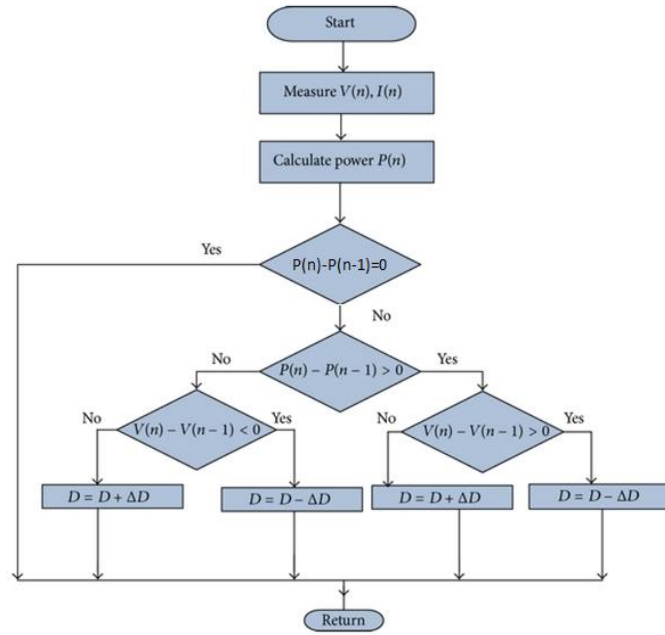 Start
Measure V(n), I(n)
Calculate power P(n)
Yes
P(n)-P(n-1)=0
No
No
P(n) − P(n − 1) > 0
Yes
No
V(n) − V(n − 1) < 0
Yes
No
V(n) − V(n − 1) > 0
Yes
D = D + ΔD
D = D − ΔD
D = D + ΔD
D = D − ΔD
Return